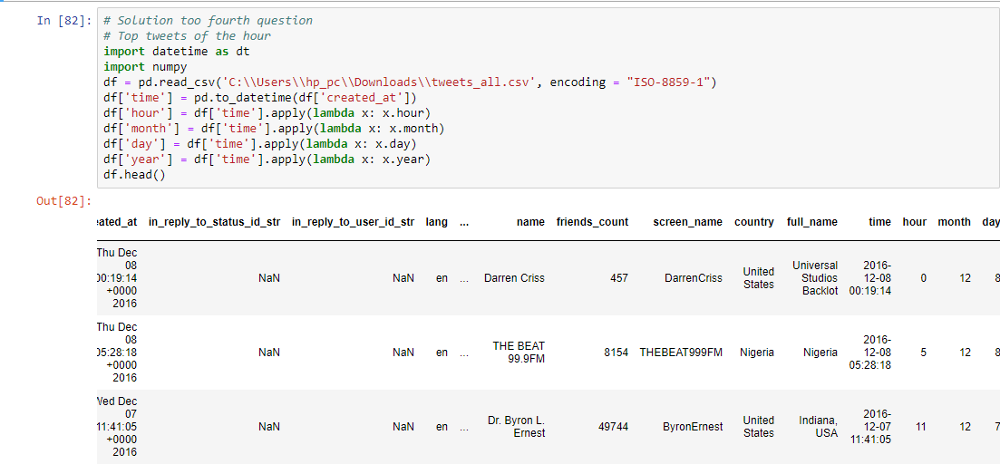 In [82]:
# Solution too fourth question
# Top tweets of the hour
import datetime as dt
import numpy
df = pd.read_csv('C:\\Users\\hp_pc\\Downloads\\tweets_all.csv', encoding = "ISO-8859-1")
df['time'] = pd.to_datetime(df['created_at'])
df['hour'] = df['time'].apply(lambda x: x.hour)
df['month'] = df['time'].apply(lambda x: x.month)
df['day'] = df['time'].apply(lambda x: x.day)
df['year'] = df['time'].apply(lambda x: x.year)
df.head()
Out[82]:
eated_at in_reply_to_status_id_str in_reply_to_user_id_str lang ... name friends_count screen_name country full_name time hour month day
Thu Dec
08
00:19:14
+0000
2016
NaN NaN en ... Darren Criss 457 DarrenCriss
United
States
Universal
Studios
Backlot
2016-
12-08
00:19:14
0 12 8
Thu Dec
08
05:28:18
+0000
2016
NaN NaN en ...
THE BEAT
99.9FM
8154 THEBEAT999FM Nigeria Nigeria
2016-
12-08
05:28:18
5 12 8
Wed Dec
07
11:41:05
+0000
2016
NaN NaN en ...
Dr. Byron L.
Ernest
49744 ByronErnest
United
States
Indiana,
USA
2016-
12-07
11:41:05
11 12 7